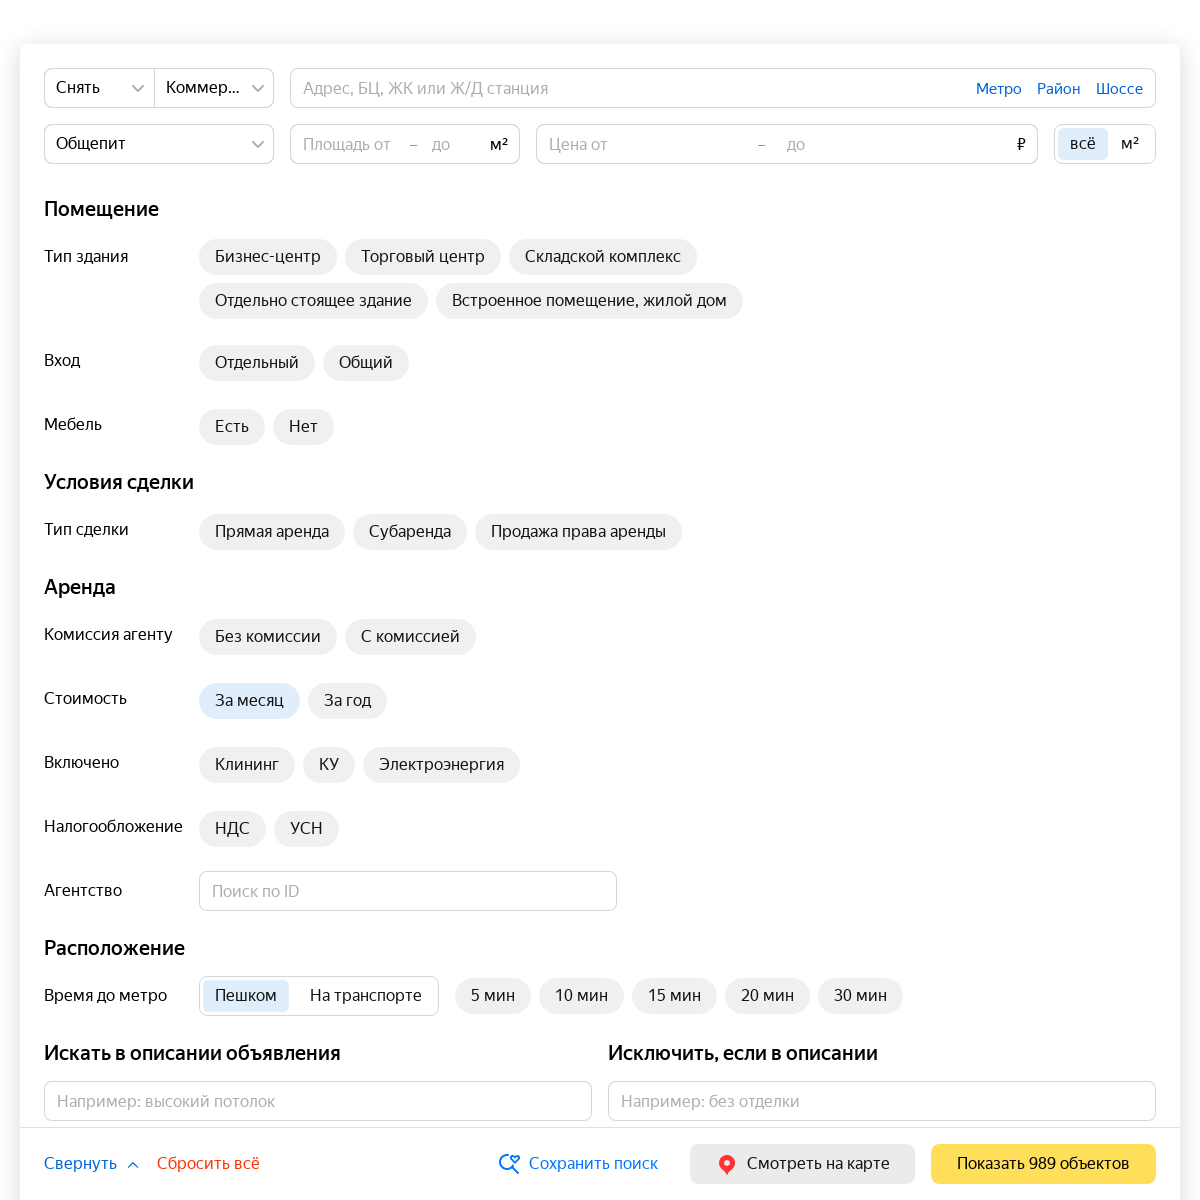 Снять Коммер... Адрес, БЦ, ЖК или Ж/Д станция Метро Район Шоссе
Общепит Площадь от – до м² Цена от – до ₽ всё м²
Помещение
Тип здания Бизнес-центр Торговый центр Складской комплекс
Отдельно стоящее здание Встроенное помещение, жилой дом
Вход Отдельный Общий
Мебель Есть Нет
Условия сделки
Тип сделки Прямая аренда Субаренда Продажа права аренды
Аренда
Комиссия агенту Без комиссии С комиссией
Стоимость За месяц За год
Включено Клининг КУ Электроэнергия
Налогообложение НДС УСН
Агентство Поиск по ID
Расположение
Время до метро Пешком На транспорте 5 мин 10 мин 15 мин 20 мин 30 мин
Искать в описании объявления Исключить, если в описании
Например: высокий потолок Например: без отделки
Свернуть Сбросить всё Сохранить поиск Смотреть на карте Показать 989 объектов